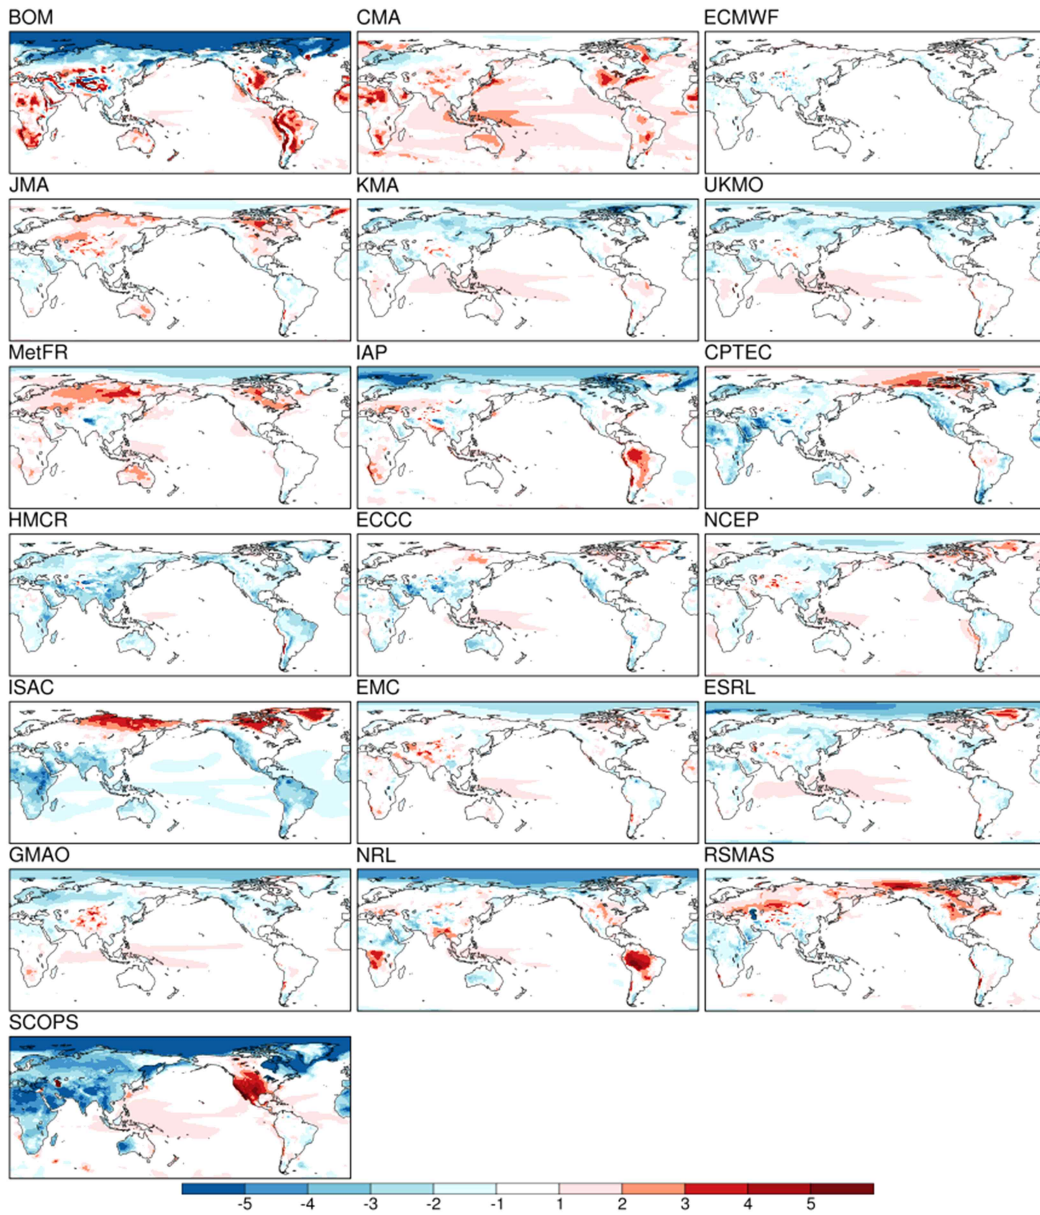 BOM CMA ECMWF
JMA KMA UKMO
MetFR IAP CPTEC
HMCR ECCC NCEP
ISAC EMC ESRL
GMAO NRL RSMAS
SCOPS
-5 -4 -3 -2 -1 1 2 3 4 5